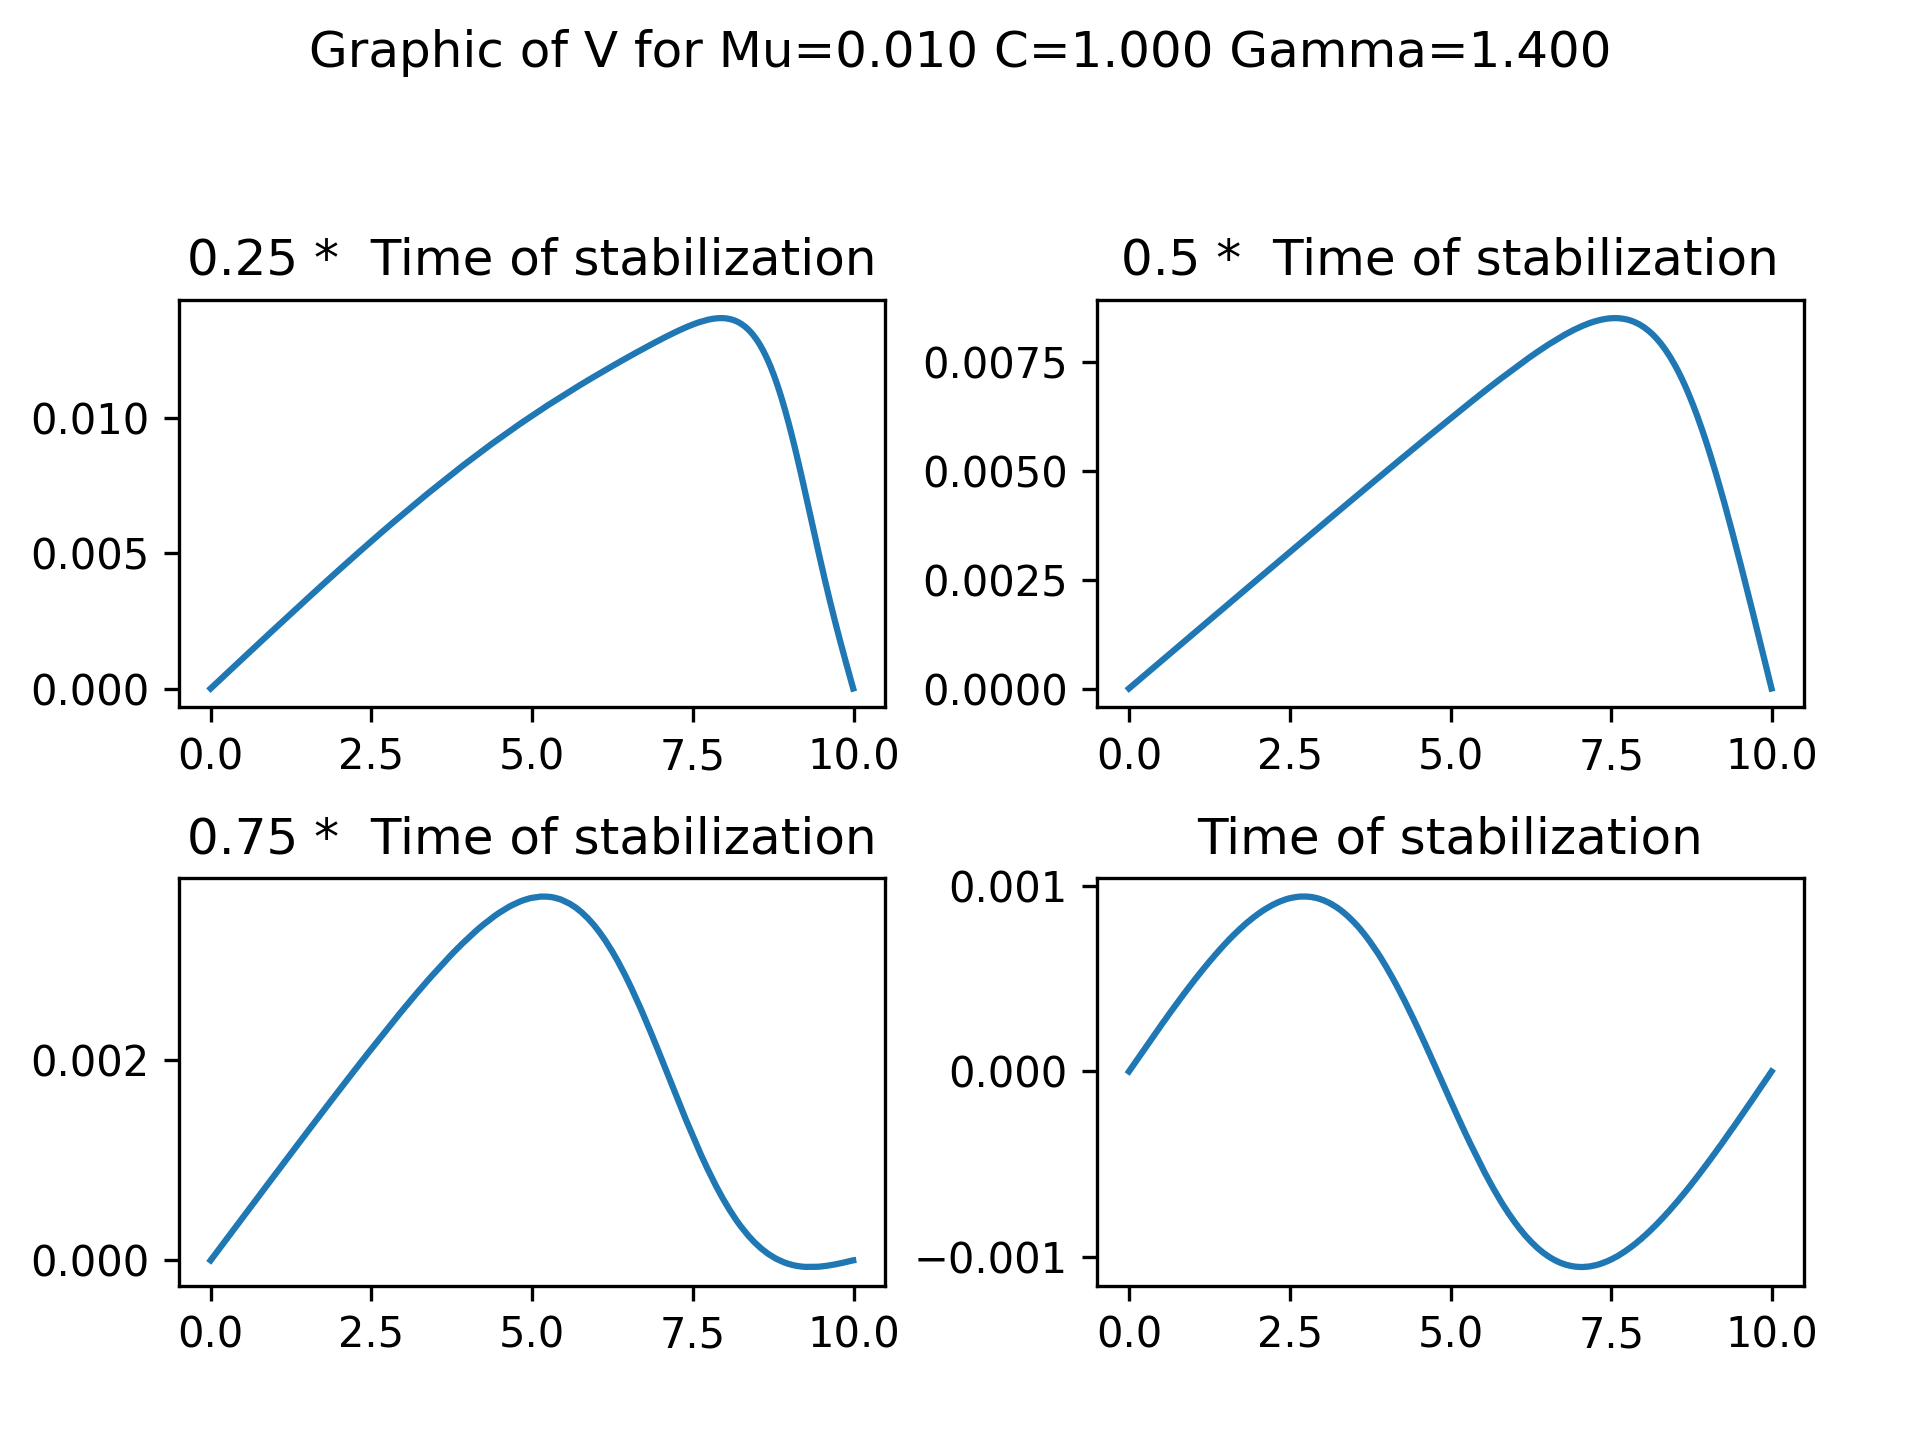 Graphic of V for Mu=0.010 C=1.000 Gamma=1.400
0.25 *  Time of stabilization
0.010
0.005
0.000
0.0 2.5 5.0 7.5 10.0
0.5 *  Time of stabilization
0.0075
0.0050
0.0025
0.0000
0.0 2.5 5.0 7.5 10.0
0.75 *  Time of stabilization
0.002
0.000
0.0 2.5 5.0 7.5 10.0
Time of stabilization
0.001
0.000
−0.001
0.0 2.5 5.0 7.5 10.0